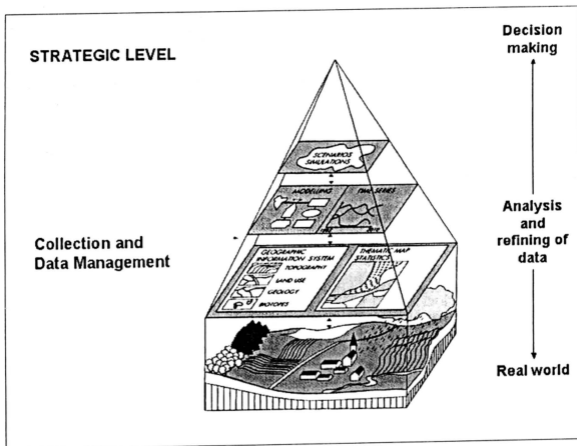 STRATEGIC LEVEL
Decision
making
SCENARIOS
SIMULATIONS
MODELLING
TIME SERIES
Analysis
and
refining of
data
Collection and
Data Management
GEOGRAPHIC
INFORMATION SYSTEM
TOPOGRAPHY
LAND USE
GEOLOGY
BIOTOPES
THEMATIC MAP
STATISTICS
Real world